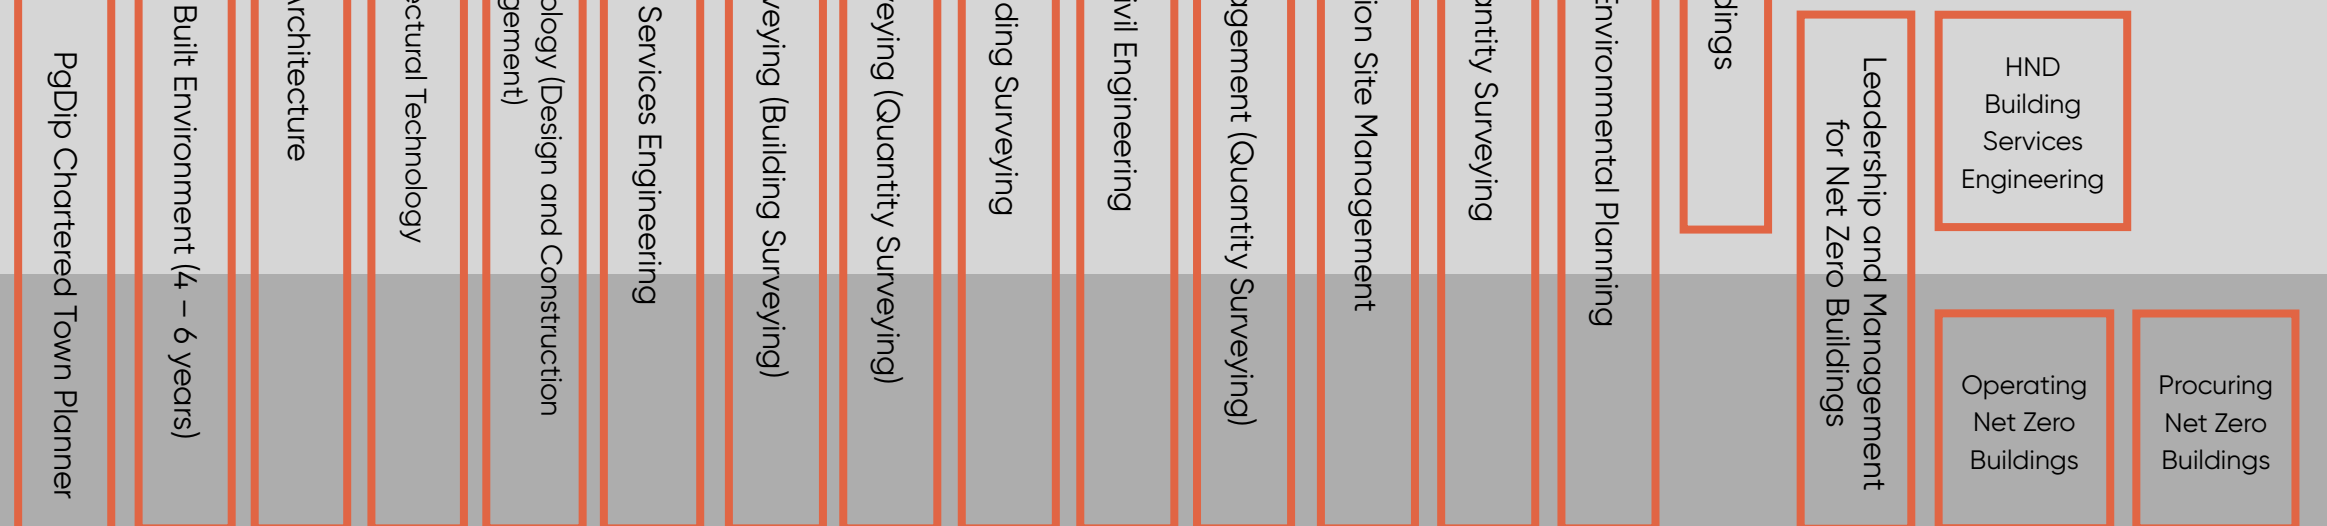 PgDip Chartered Town Planner
Built Environment (4 – 6 years)
Architecture
ectural Technology
ology (Design and Construction
gement)
Services Engineering
veying (Building Surveying)
veying (Quantity Surveying)
ding Surveying
ivil Engineering
agement (Quantity Surveying)
ion Site Management
antity Surveying
Environmental Planning
dings
Leadership and Management
for Net Zero Buildings
HND
Building
Services
Engineering
Operating
Net Zero
Buildings
Procuring
Net Zero
Buildings